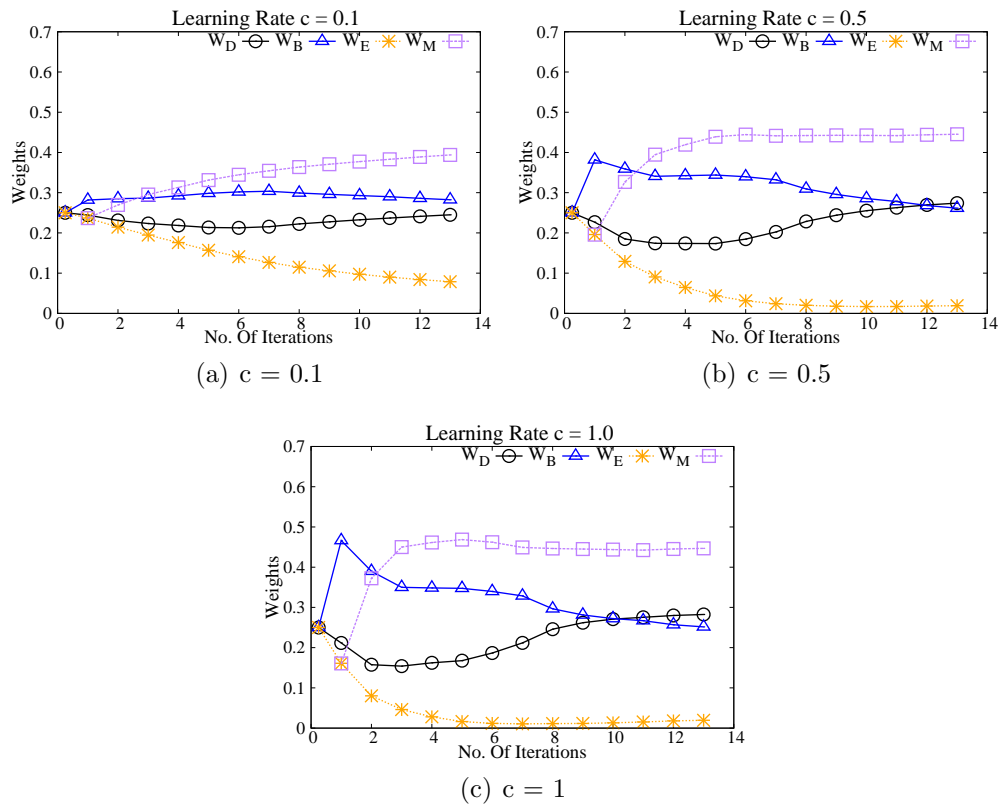 Learning Rate c = 0.1
W_D W_B W_E W_M
0.7
0.6
0.5
0.4
0.3
0.2
0.1
0
Weights
0 2 4 6 8 10 12 14
No. Of Iterations
(a) c = 0.1
Learning Rate c = 0.5
W_D W_B W_E W_M
0.7
0.6
0.5
0.4
0.3
0.2
0.1
0
Weights
0 2 4 6 8 10 12 14
No. Of Iterations
(b) c = 0.5
Learning Rate c = 1.0
W_D W_B W_E W_M
0.7
0.6
0.5
0.4
0.3
0.2
0.1
0
Weights
0 2 4 6 8 10 12 14
No. Of Iterations
(c) c = 1